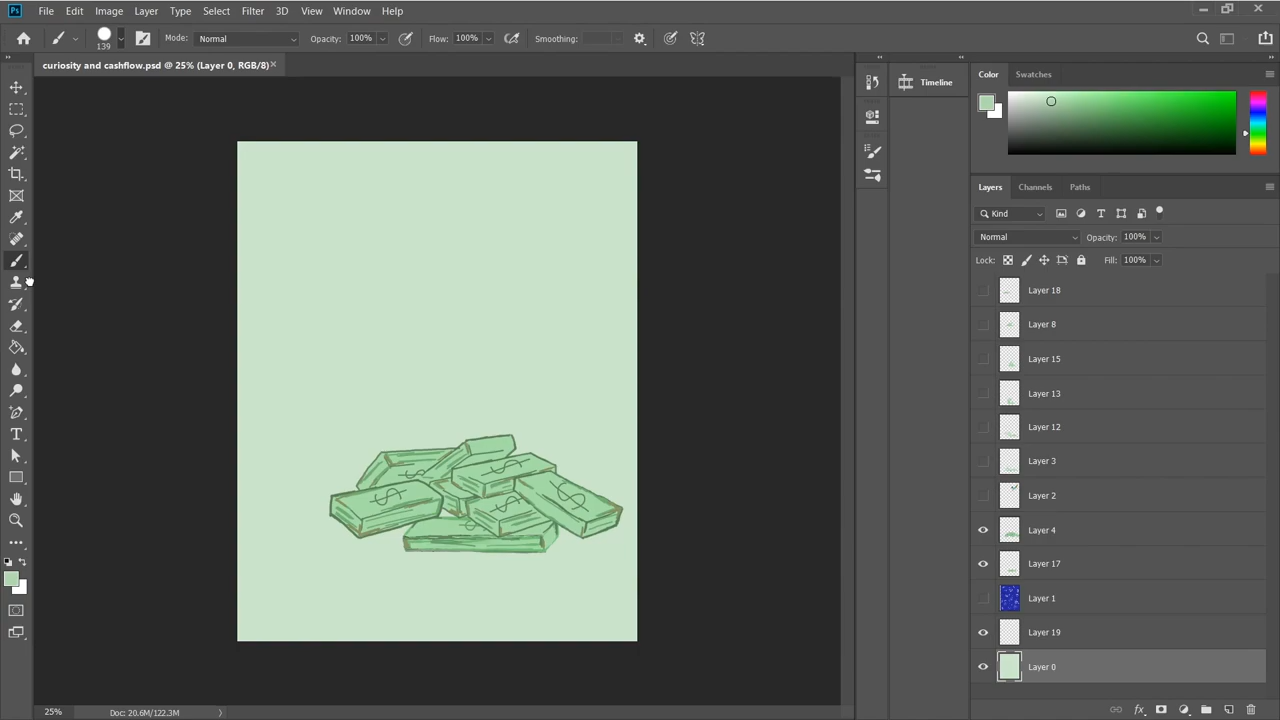 Ps File Edit Image Layer Type Select Filter 3D View Window Help
139 Mode: Normal Opacity: 100% Flow: 100% Smoothing:
curiosity and cashflow.psd @ 25% (Layer 0, RGB/8) ×
Timeline
Color Swatches
Layers Channels Paths
Kind
Normal Opacity: 100%
Lock: Fill: 100%
Layer 18
Layer 8
Layer 15
Layer 13
Layer 12
Layer 3
Layer 2
Layer 4
Layer 17
Layer 1
Layer 19
Layer 0
$ $ $ $ $
25% Doc: 20.6M/122.3M
fx